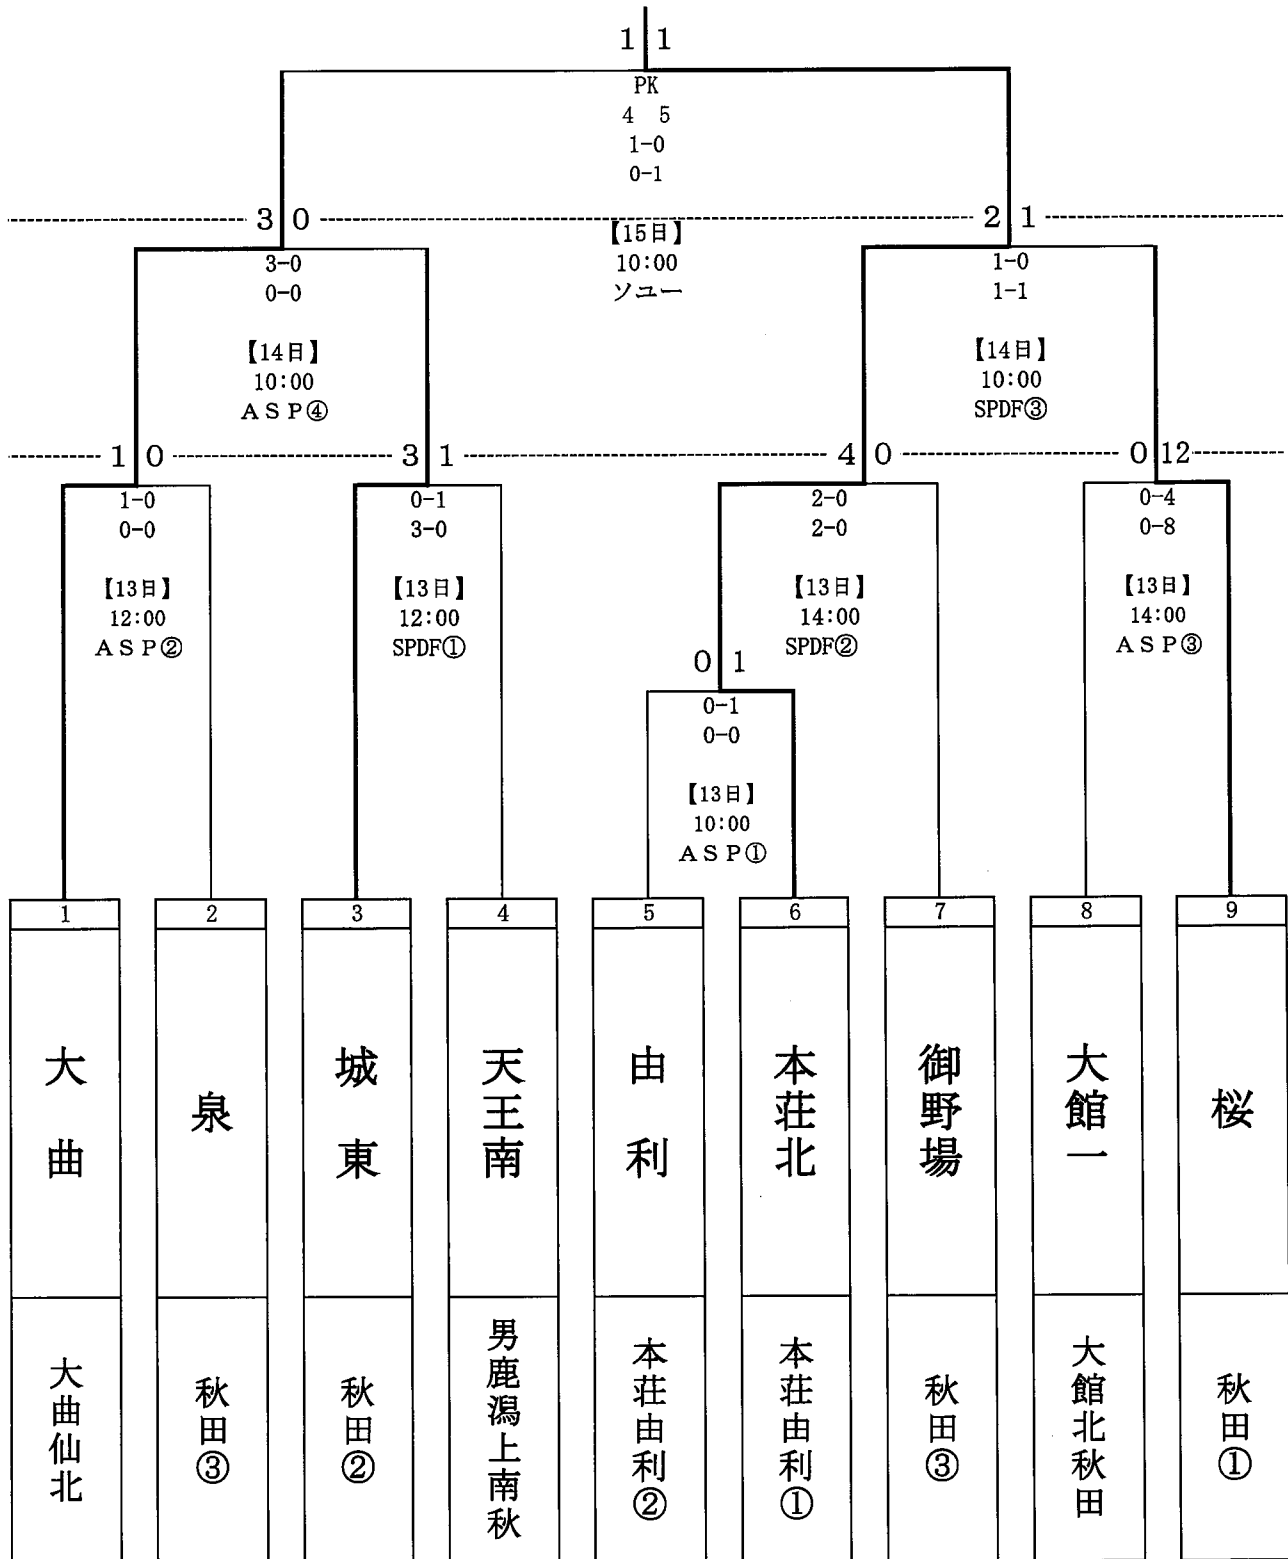 1 1
PK
4 5
1-0
0-1
3 0
2 1
【15日】
10:00
ソユー
3-0
0-0
1-0
1-1
【14日】
10:00
ASP④
【14日】
10:00
SPDF③
1 0
3 1
4 0
0 12
1-0
0-0
0-1
3-0
2-0
2-0
0-4
0-8
【13日】
12:00
ASP②
【13日】
12:00
SPDF①
【13日】
14:00
SPDF②
【13日】
14:00
ASP③
0 1
0-1
0-0
【13日】
10:00
ASP①
1
大曲
大曲仙北
2
泉
秋田③
3
城東
秋田②
4
天王南
男鹿潟上南秋
5
由利
本荘由利②
6
本荘北
本荘由利①
7
御野場
秋田③
8
大館一
大館北秋田
9
桜
秋田①